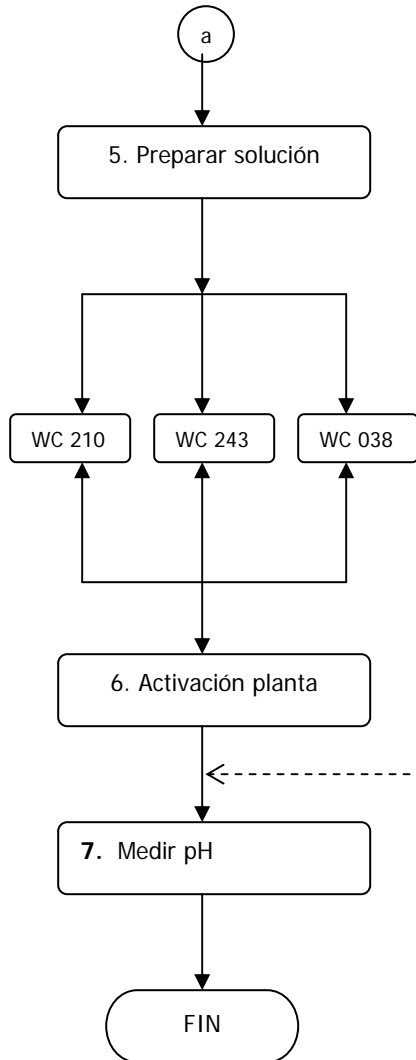 a
5. Preparar solución
WC 210
WC 243
WC 038
6. Activación planta
7. Medir pH
FIN